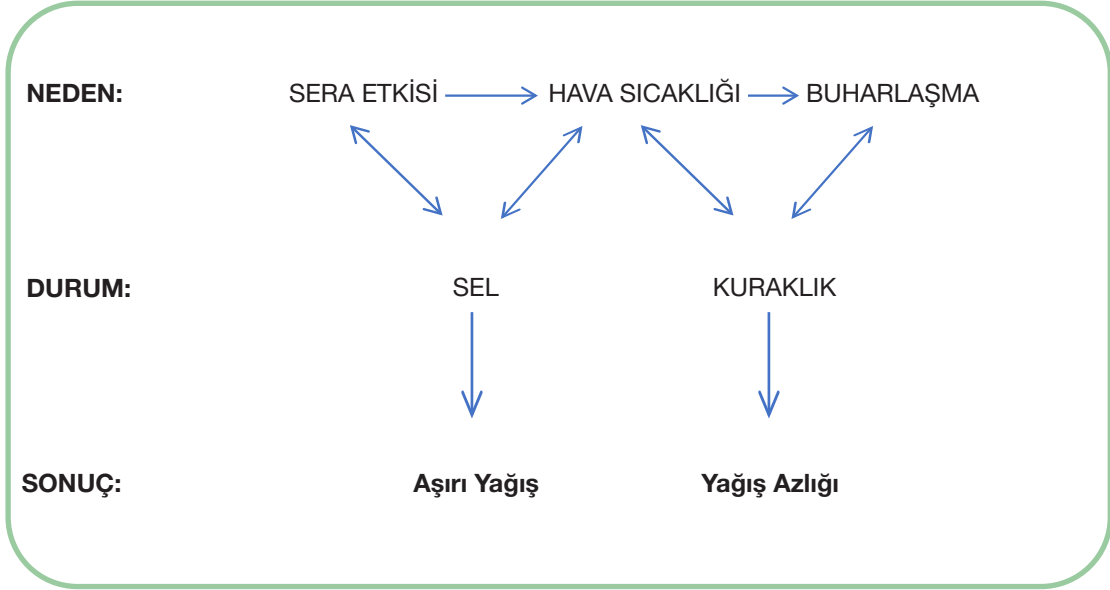 NEDEN: SERA ETKİSİ HAVA SICAKLIĞI BUHARLAŞMA
DURUM: SEL KURAKLIK
SONUÇ: Aşırı Yağış Yağış Azlığı